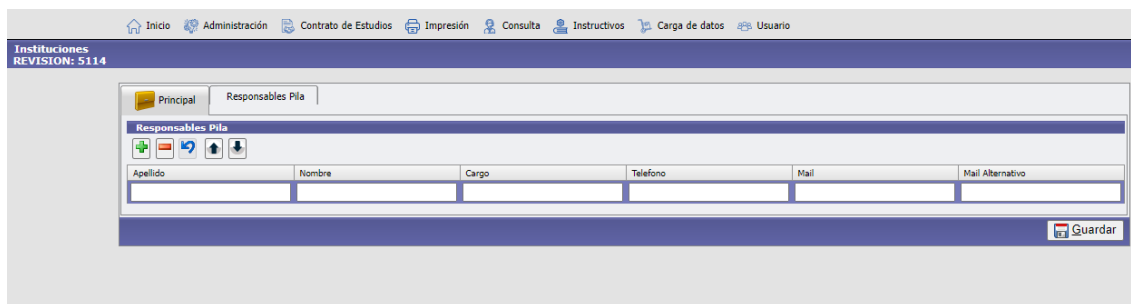 Inicio Administración Contrato de Estudios Impresión Consulta Instructivos Carga de datos Usuario
Instituciones
REVISION: 5114
Principal Responsables Pila
Responsables Pila
Apellido Nombre Cargo Telefono Mail Mail Alternativo
Guardar